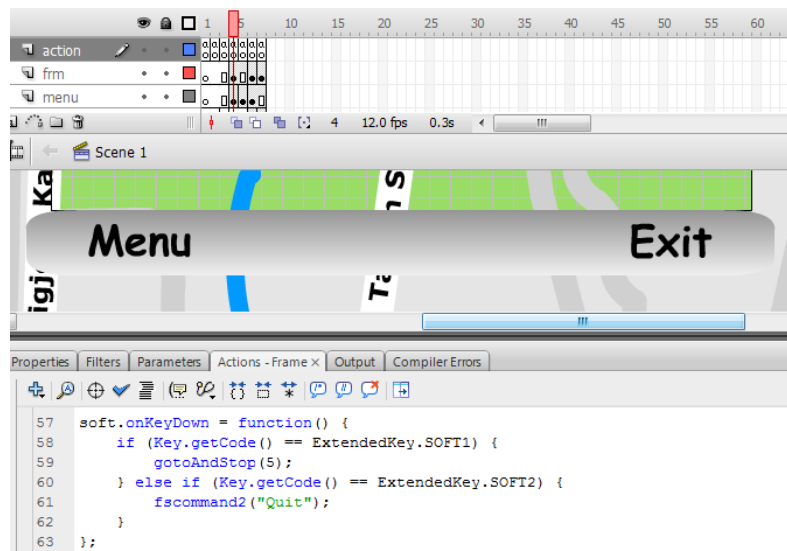 1 5 10 15 20 25 30 35 40 45 50 55 60
action
frm
menu
4 12.0 fps 0.3s
Scene 1
Ka
Menu
Exit
Properties Filters Parameters Actions - Frame × Output Compiler Errors
57 soft.onKeyDown = function() {
58 if (Key.getCode() == ExtendedKey.SOFT1) {
59 gotoAndStop(5);
60 } else if (Key.getCode() == ExtendedKey.SOFT2) {
61 fscommand2("Quit");
62 }
63 };